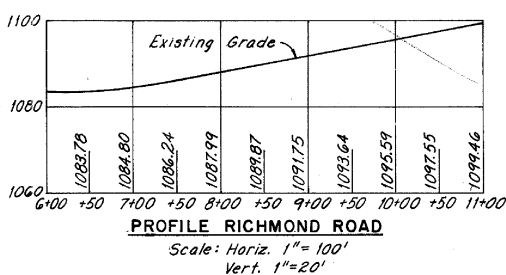 1100
Existing Grade
1080
1083.78 1084.80 1086.24 1087.99 1089.87 1091.75 1093.64 1095.59 1097.55 1099.46
1060
6+00 +50 7+00 +50 8+00 +50 9+00 +50 10+00 +50 11+00
PROFILE RICHMOND ROAD
Scale: Horiz. 1"=100'
Vert. 1"=20'